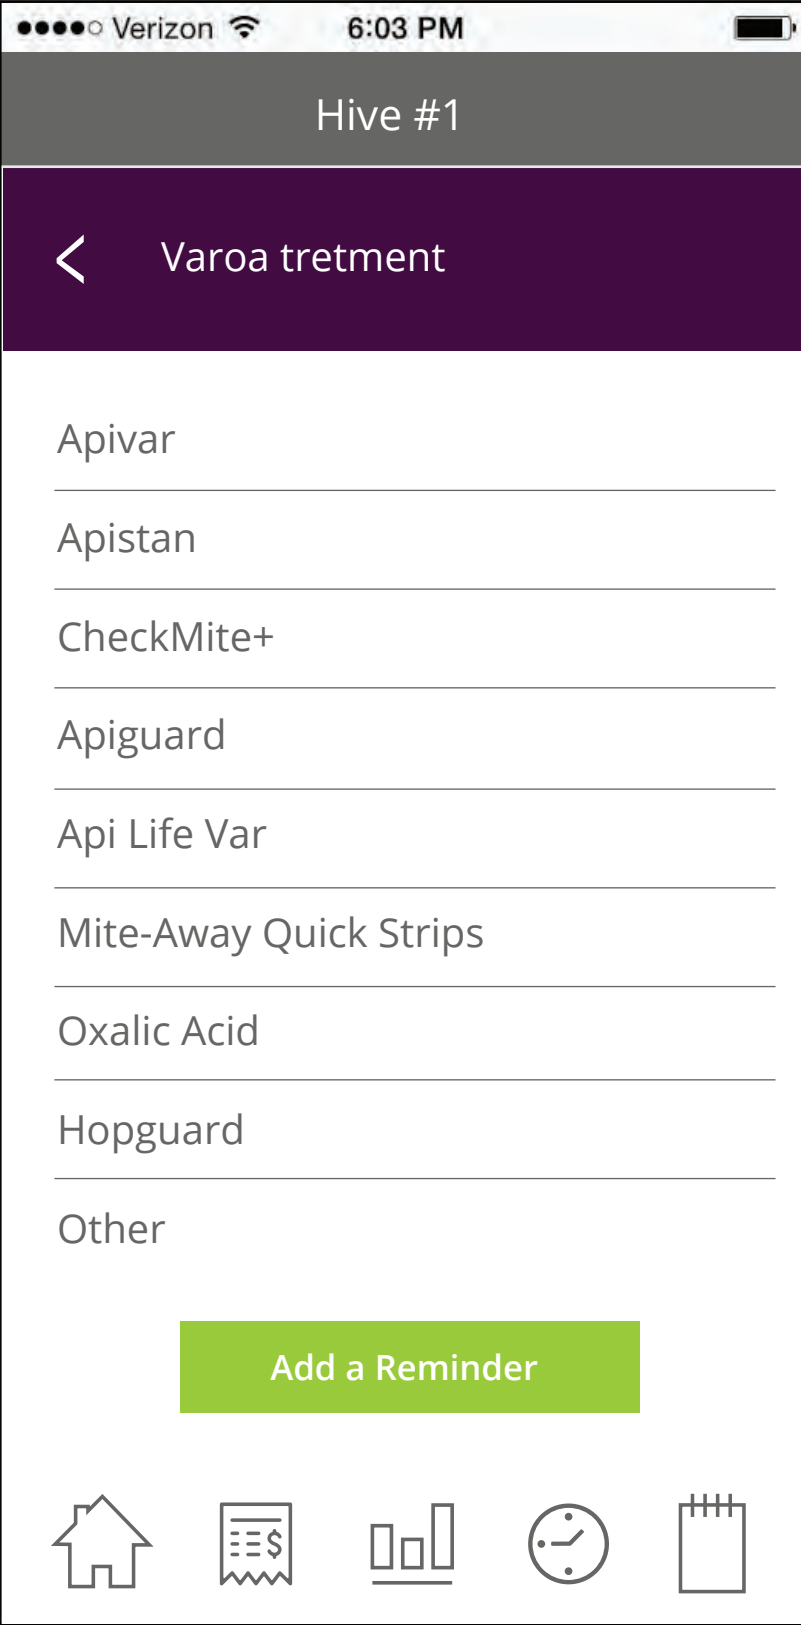 Verizon 6:03 PM
Hive #1
Varoa tretment
Apivar
Apistan
CheckMite+
Apiguard
Api Life Var
Mite-Away Quick Strips
Oxalic Acid
Hopguard
Other
Add a Reminder
$